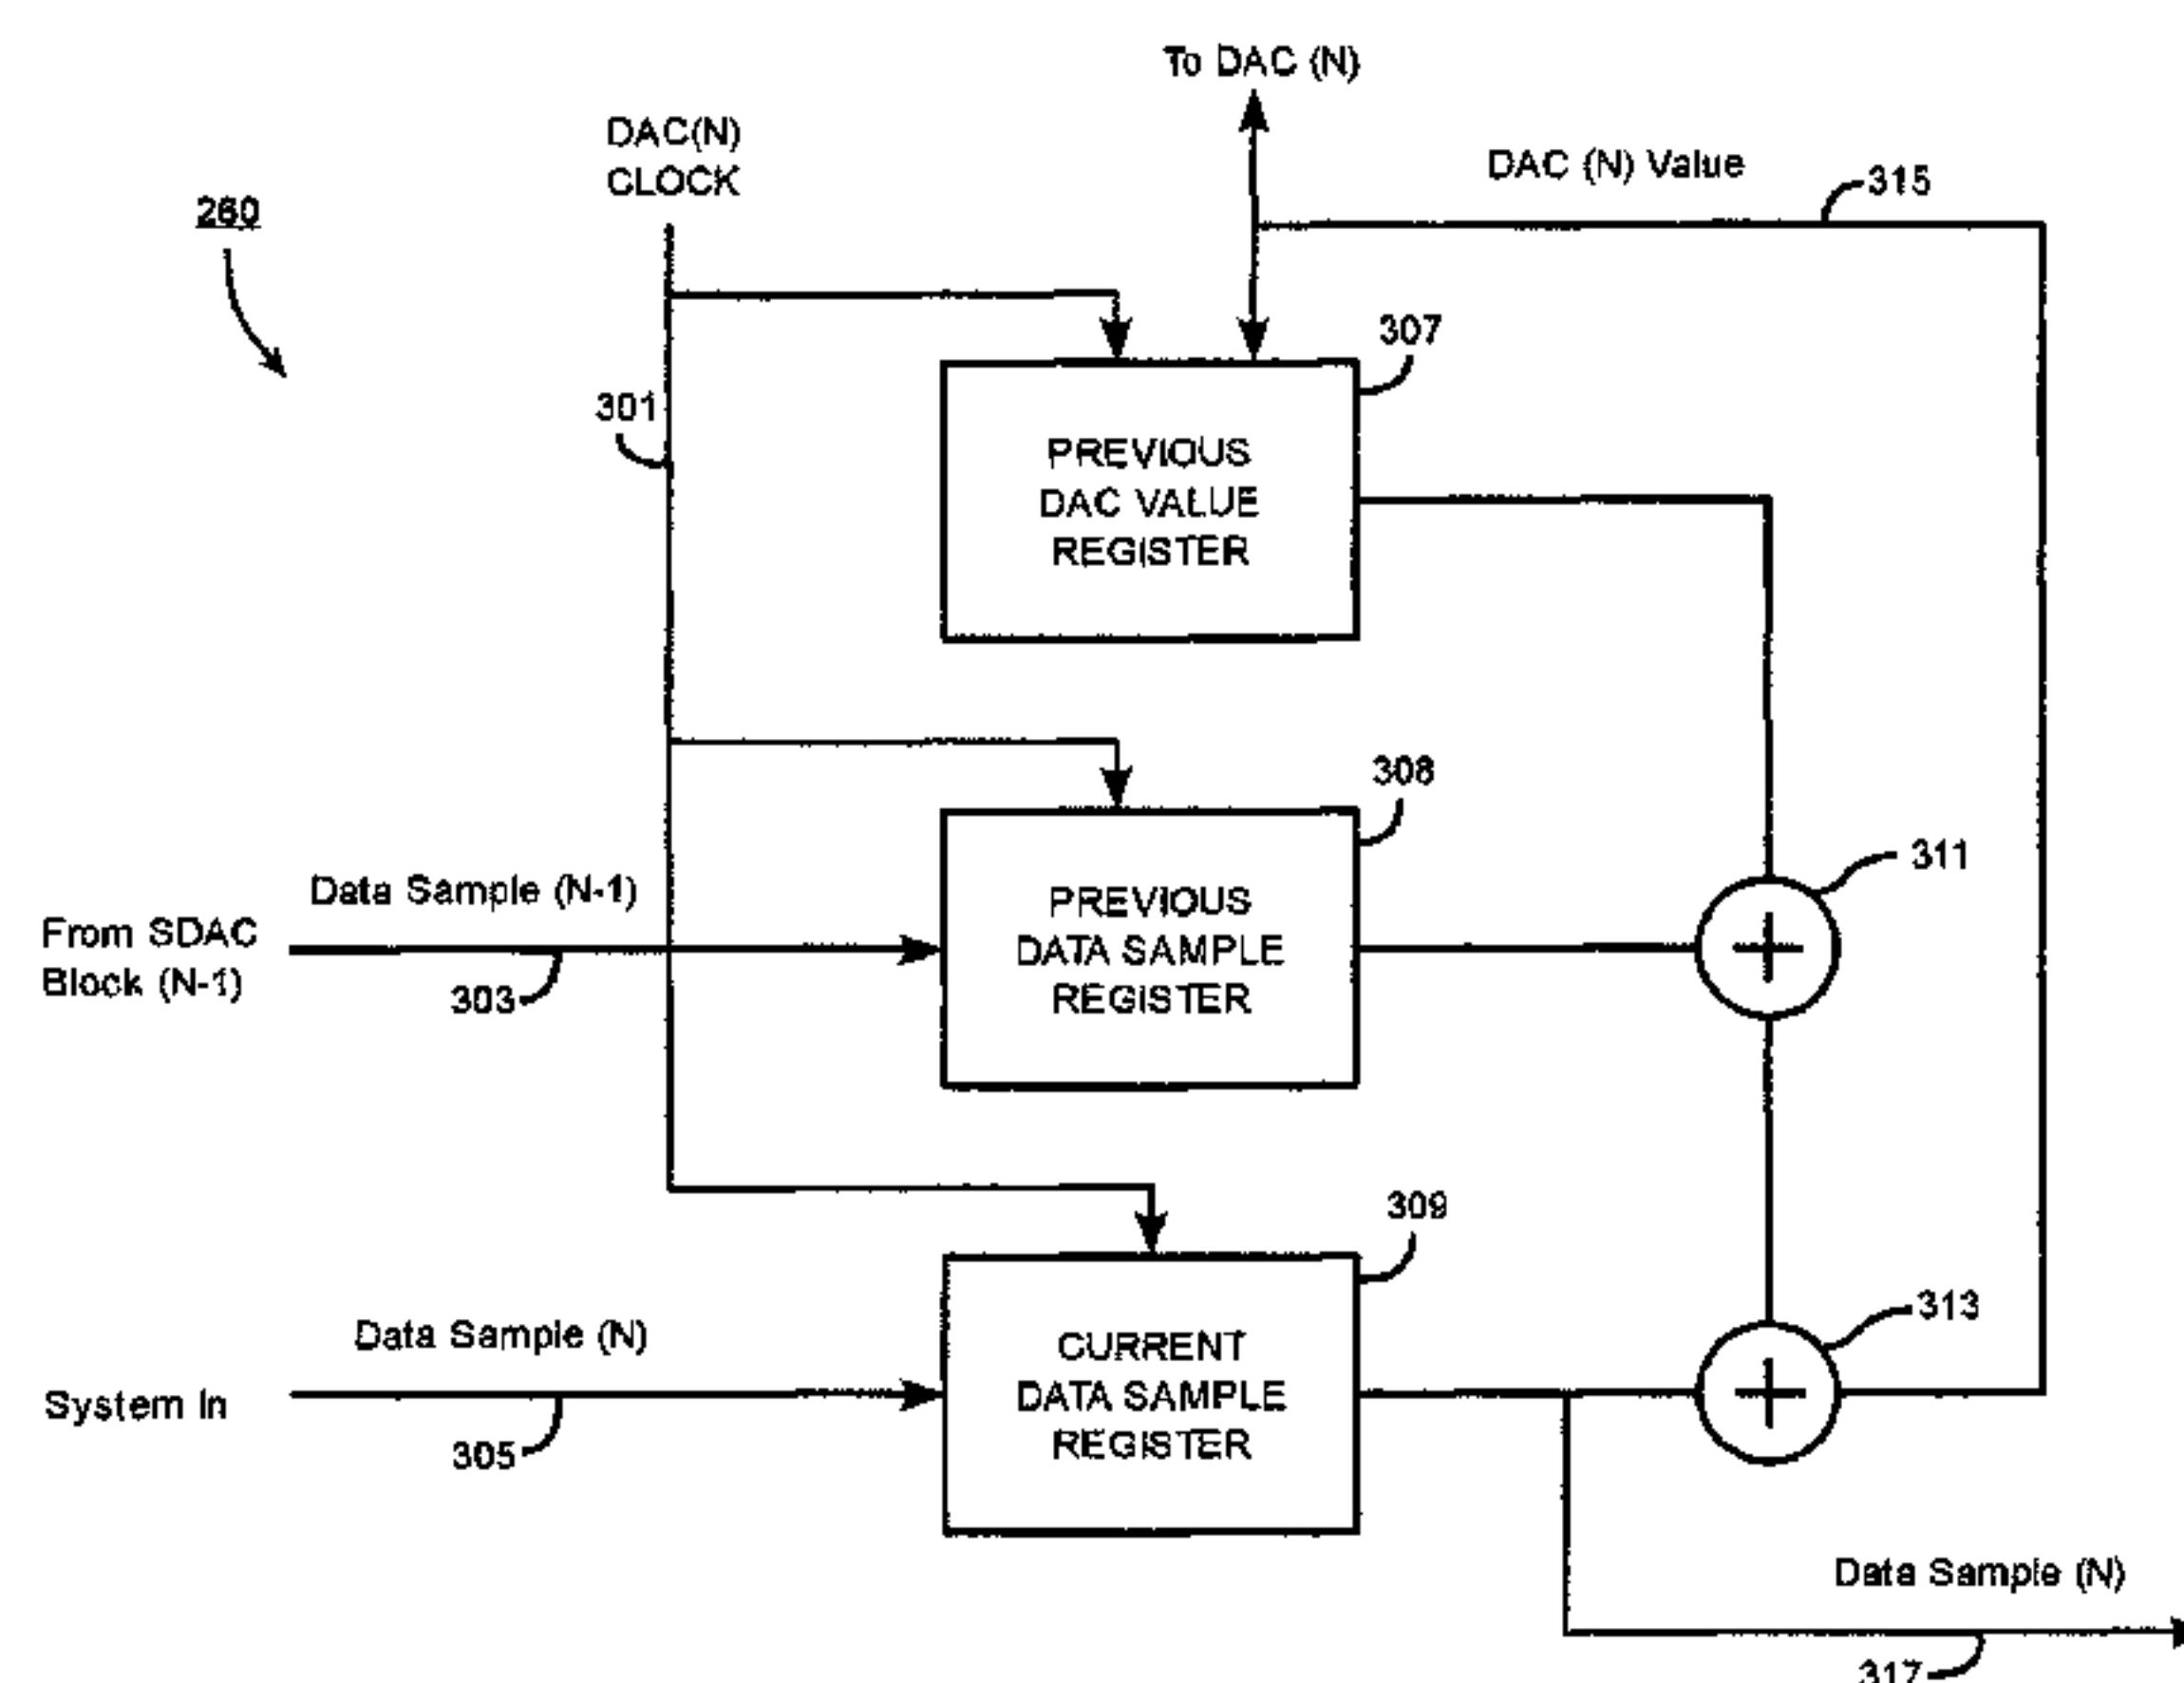 To DAC (N)
DAC(N)
CLOCK
DAC (N) Value
315
260
307
301
PREVIOUS
DAC VALUE
REGISTER
308
311
Data Sample (N-1)
From SDAC
Block (N-1)
303
PREVIOUS
DATA SAMPLE
REGISTER
309
313
Data Sample (N)
System In
305
CURRENT
DATA SAMPLE
REGISTER
Data Sample (N)
317